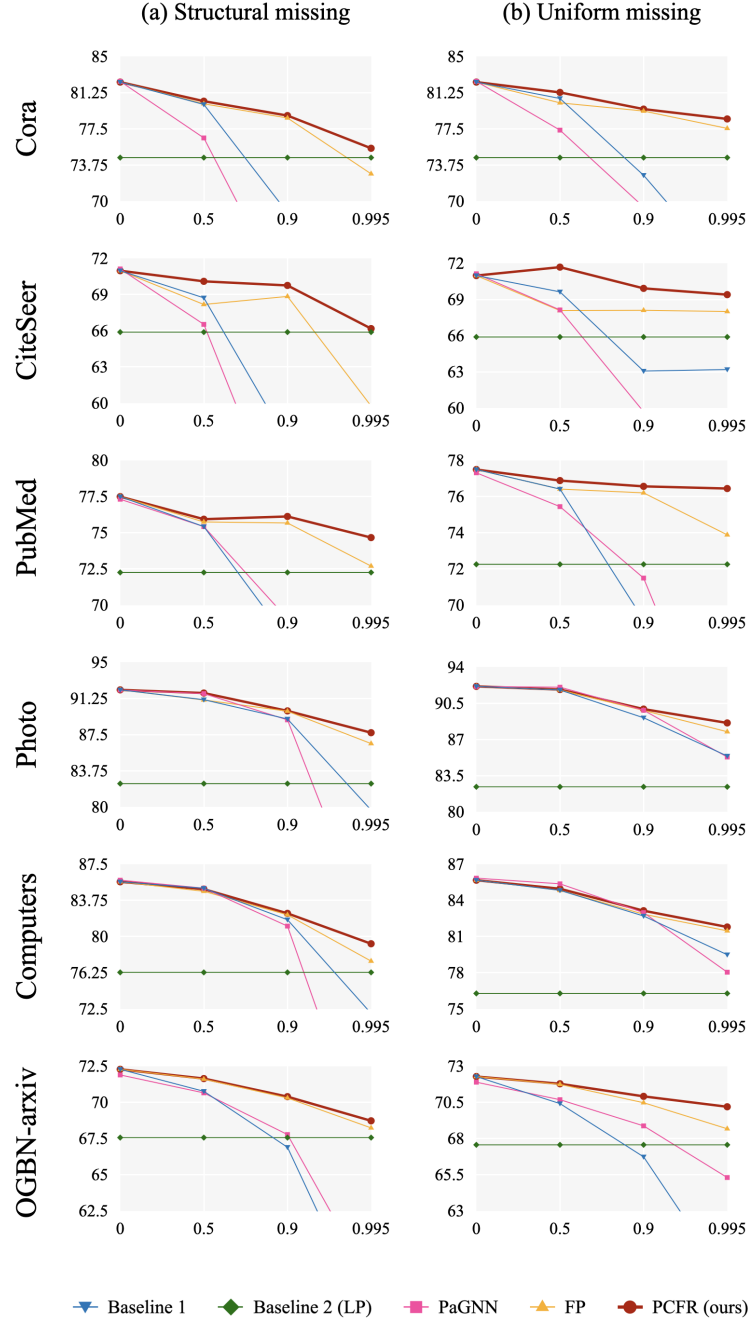 (a) Structural missing
(b) Uniform missing
Cora
85
81.25
77.5
73.75
70
0 0.5 0.9 0.995
85
81.25
77.5
73.75
70
0 0.5 0.9 0.995
CiteSeer
72
69
66
63
60
0 0.5 0.9 0.995
72
69
66
63
60
0 0.5 0.9 0.995
PubMed
80
77.5
75
72.5
70
0 0.5 0.9 0.995
78
76
74
72
70
0 0.5 0.9 0.995
Photo
95
91.25
87.5
83.75
80
0 0.5 0.9 0.995
94
90.5
87
83.5
80
0 0.5 0.9 0.995
Computers
87.5
83.75
80
76.25
72.5
0 0.5 0.9 0.995
87
84
81
78
75
0 0.5 0.9 0.995
OGBN-arxiv
72.5
70
67.5
65
62.5
0 0.5 0.9 0.995
73
70.5
68
65.5
63
0 0.5 0.9 0.995
Baseline 1 Baseline 2 (LP) PaGNN FP PCFR (ours)